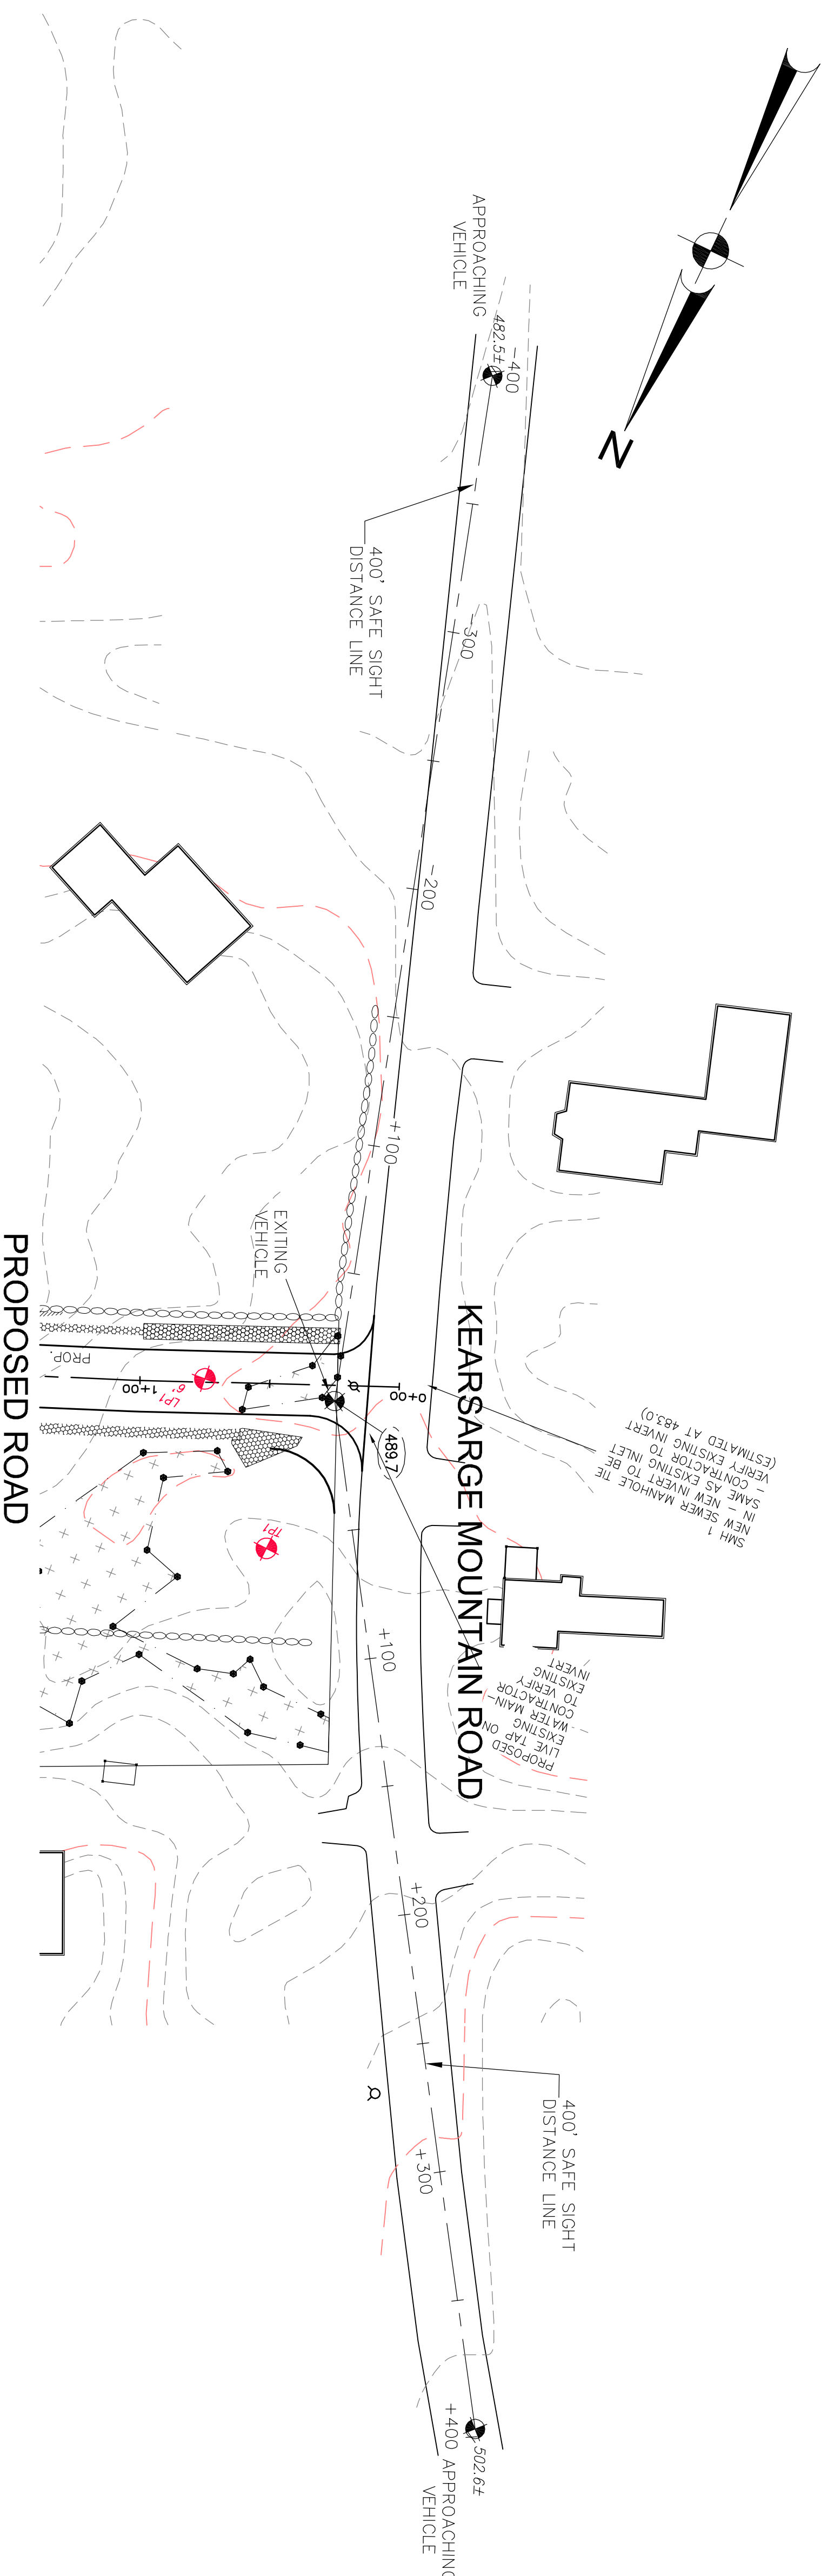 N
APPROACHING
VEHICLE
482.5±
-400
400' SAFE SIGHT
DISTANCE LINE
-300
-200
+100
EXITING
VEHICLE
KEARSARGE MOUNTAIN ROAD
PROPOSED ROAD
PROP.
1+00
LP1
6'
0+00
489.7
TP1
SMH 1
NEW SEWER MANHOLE TIE
IN - NEW INVERT TO BE
SAME AS EXISTING INLET
- CONTRACTOR TO
VERIFY EXISTING INVERT
(ESTIMATED AT 483.0)
PROPOSED
LIVE TAP ON
EXISTING
WATER MAIN-
CONTRACTOR
TO VERIFY
EXISTING
INVERT
+100
+200
400' SAFE SIGHT
DISTANCE LINE
+300
502.6±
+400 APPROACHING
VEHICLE